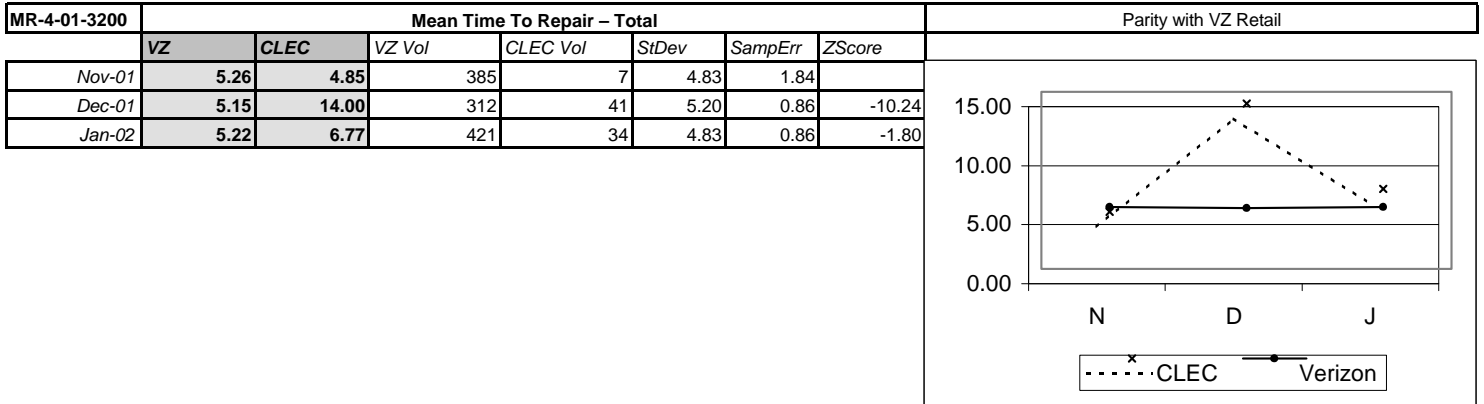 MR-4-01-3200 Mean Time To Repair – Total Parity with VZ Retail
VZ CLEC VZ Vol CLEC Vol StDev SampErr ZScore
Nov-01 5.26 4.85 385 7 4.83 1.84
Dec-01 5.15 14.00 312 41 5.20 0.86 -10.24
Jan-02 5.22 6.77 421 34 4.83 0.86 -1.80
15.00
10.00
5.00
0.00
N D J
CLEC Verizon